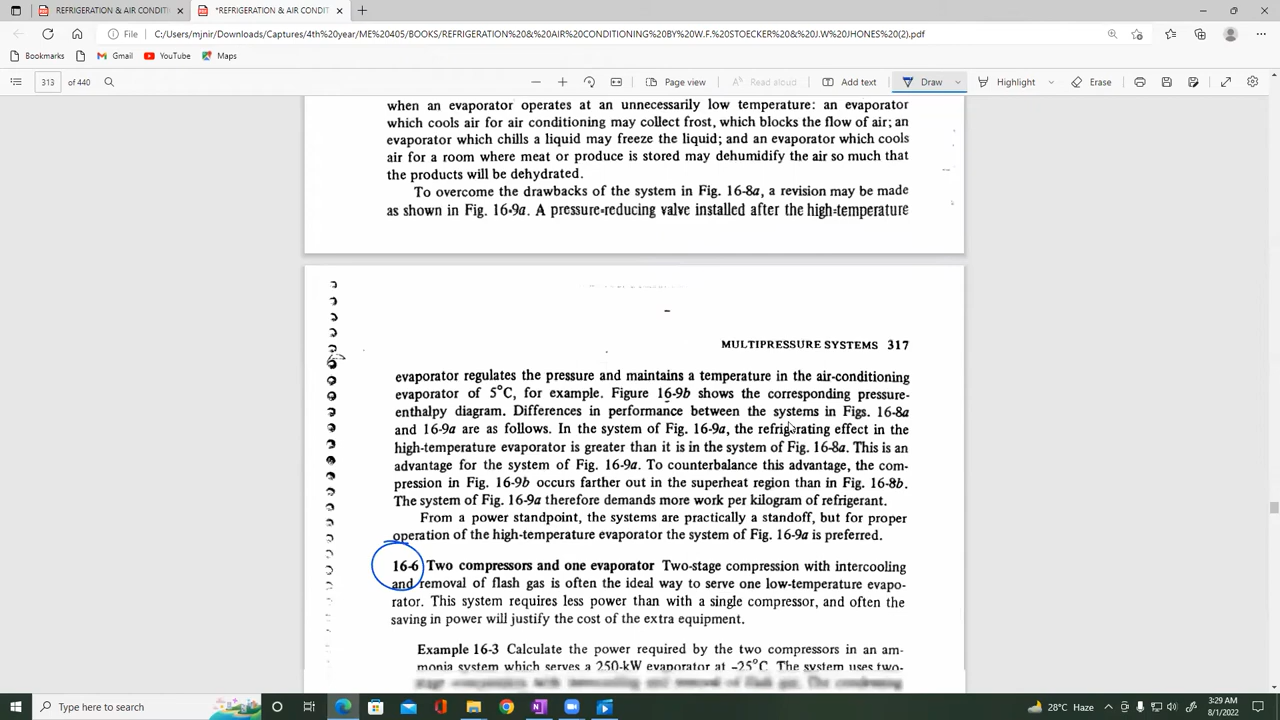 REFRIGERATION & AIR CONDITI
*REFRIGERATION & AIR CONDIT
File
C:/Users/mjnir/Downloads/Captures/4th year/ME405/BOOKS/REFRIGERATION %20& %20AIR%20CONDITIONING BY%20W.F.STOECKER%20&%20J.W%20JHONES (2).pdf
Bookmarks
Gmail
YouTube
Maps
313 of 440
Page view
Read aloud
Add text
Draw
Highlight
Erase
when an evaporator operates at an unnecessarily low temperature: an evaporator
which cools air for air conditioning may collect frost, which blocks the flow of air; an
evaporator which chills a liquid may freeze the liquid; and an evaporator which cools
air for a room where meat or produce is stored may dehumidify the air so much that
the products will be dehydrated.
To overcome the drawbacks of the system in Fig. 16-8a, a revision may be made
as shown in Fig. 16-9a. A pressure-reducing valve installed after the high-temperature
MULTIPRESSURE SYSTEMS 317
evaporator regulates the pressure and maintains a temperature in the air-conditioning
evaporator of 5°C, for example. Figure 16-9b shows the corresponding pressure-
enthalpy diagram. Differences in performance between the systems in Figs. 16-8a
and 16-9a are as follows. In the system of Fig. 16-9a, the refrigerating effect in the
high-temperature evaporator is greater than it is in the system of Fig. 16-8a. This is an
advantage for the system of Fig. 16-9a. To counterbalance this advantage, the com-
pression in Fig. 16-9b occurs farther out in the superheat region than in Fig. 16-8b.
The system of Fig. 16-9a therefore demands more work per kilogram of refrigerant.
From a power standpoint, the systems are practically a standoff, but for proper
operation of the high-temperature evaporator the system of Fig. 16-9a is preferred.
16-6 Two compressors and one evaporator Two-stage compression with intercooling
and removal of flash gas is often the ideal way to serve one low-temperature evapo-
rator. This system requires less power than with a single compressor, and often the
saving in power will justify the cost of the extra equipment.
Example 16-3 Calculate the power required by the two compressors in an am-
monia system which serves a 250-kW evaporator at -25°C. The system uses two-
stage compression with intercooling and removal of flash gas. The condensing
Type here to search
28°C Haze
3:29 AM
8/1/2022